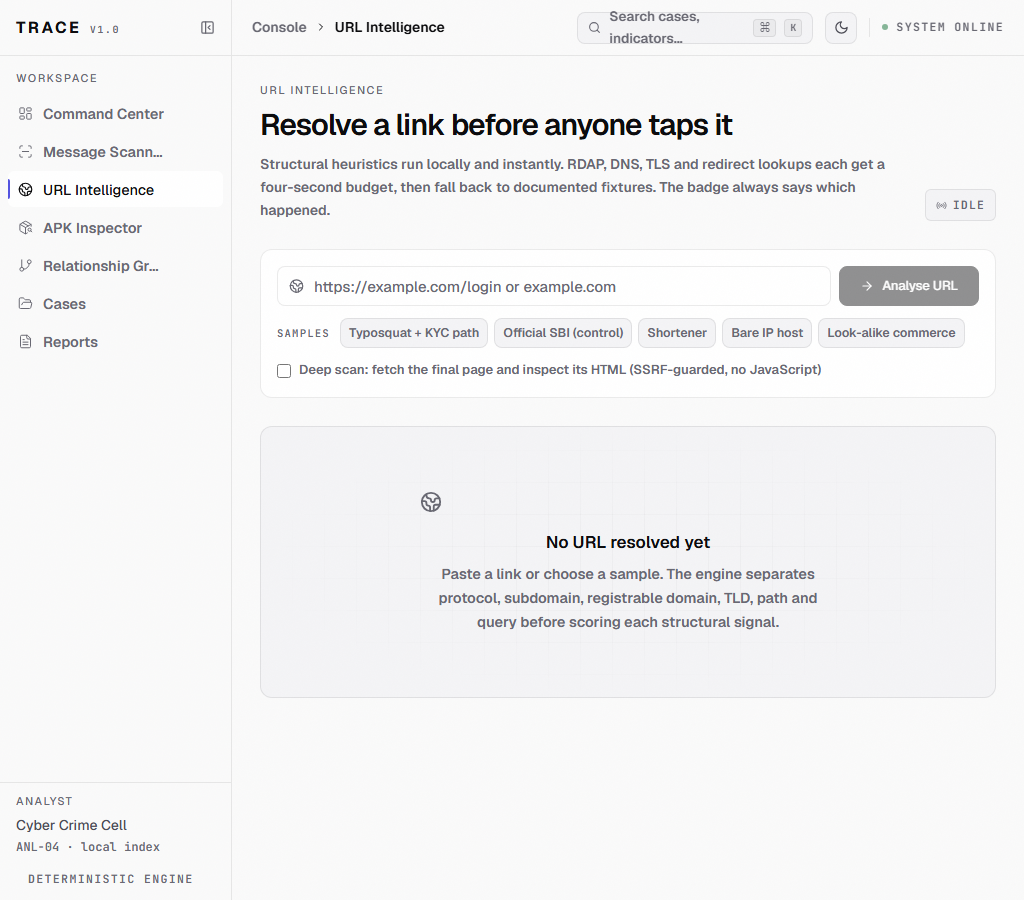 TRACE V1.0
Console > URL Intelligence
Search cases,
indicators…
⌘ K
SYSTEM ONLINE
WORKSPACE
Command Center
Message Scann…
URL Intelligence
APK Inspector
Relationship Gr…
Cases
Reports
URL INTELLIGENCE
Resolve a link before anyone taps it
Structural heuristics run locally and instantly. RDAP, DNS, TLS and redirect lookups each get a
four-second budget, then fall back to documented fixtures. The badge always says which
happened.
IDLE
https://example.com/login or example.com
Analyse URL
SAMPLES Typosquat + KYC path Official SBI (control) Shortener Bare IP host Look-alike commerce
Deep scan: fetch the final page and inspect its HTML (SSRF-guarded, no JavaScript)
No URL resolved yet
Paste a link or choose a sample. The engine separates
protocol, subdomain, registrable domain, TLD, path and
query before scoring each structural signal.
ANALYST
Cyber Crime Cell
ANL-04 · local index
DETERMINISTIC ENGINE